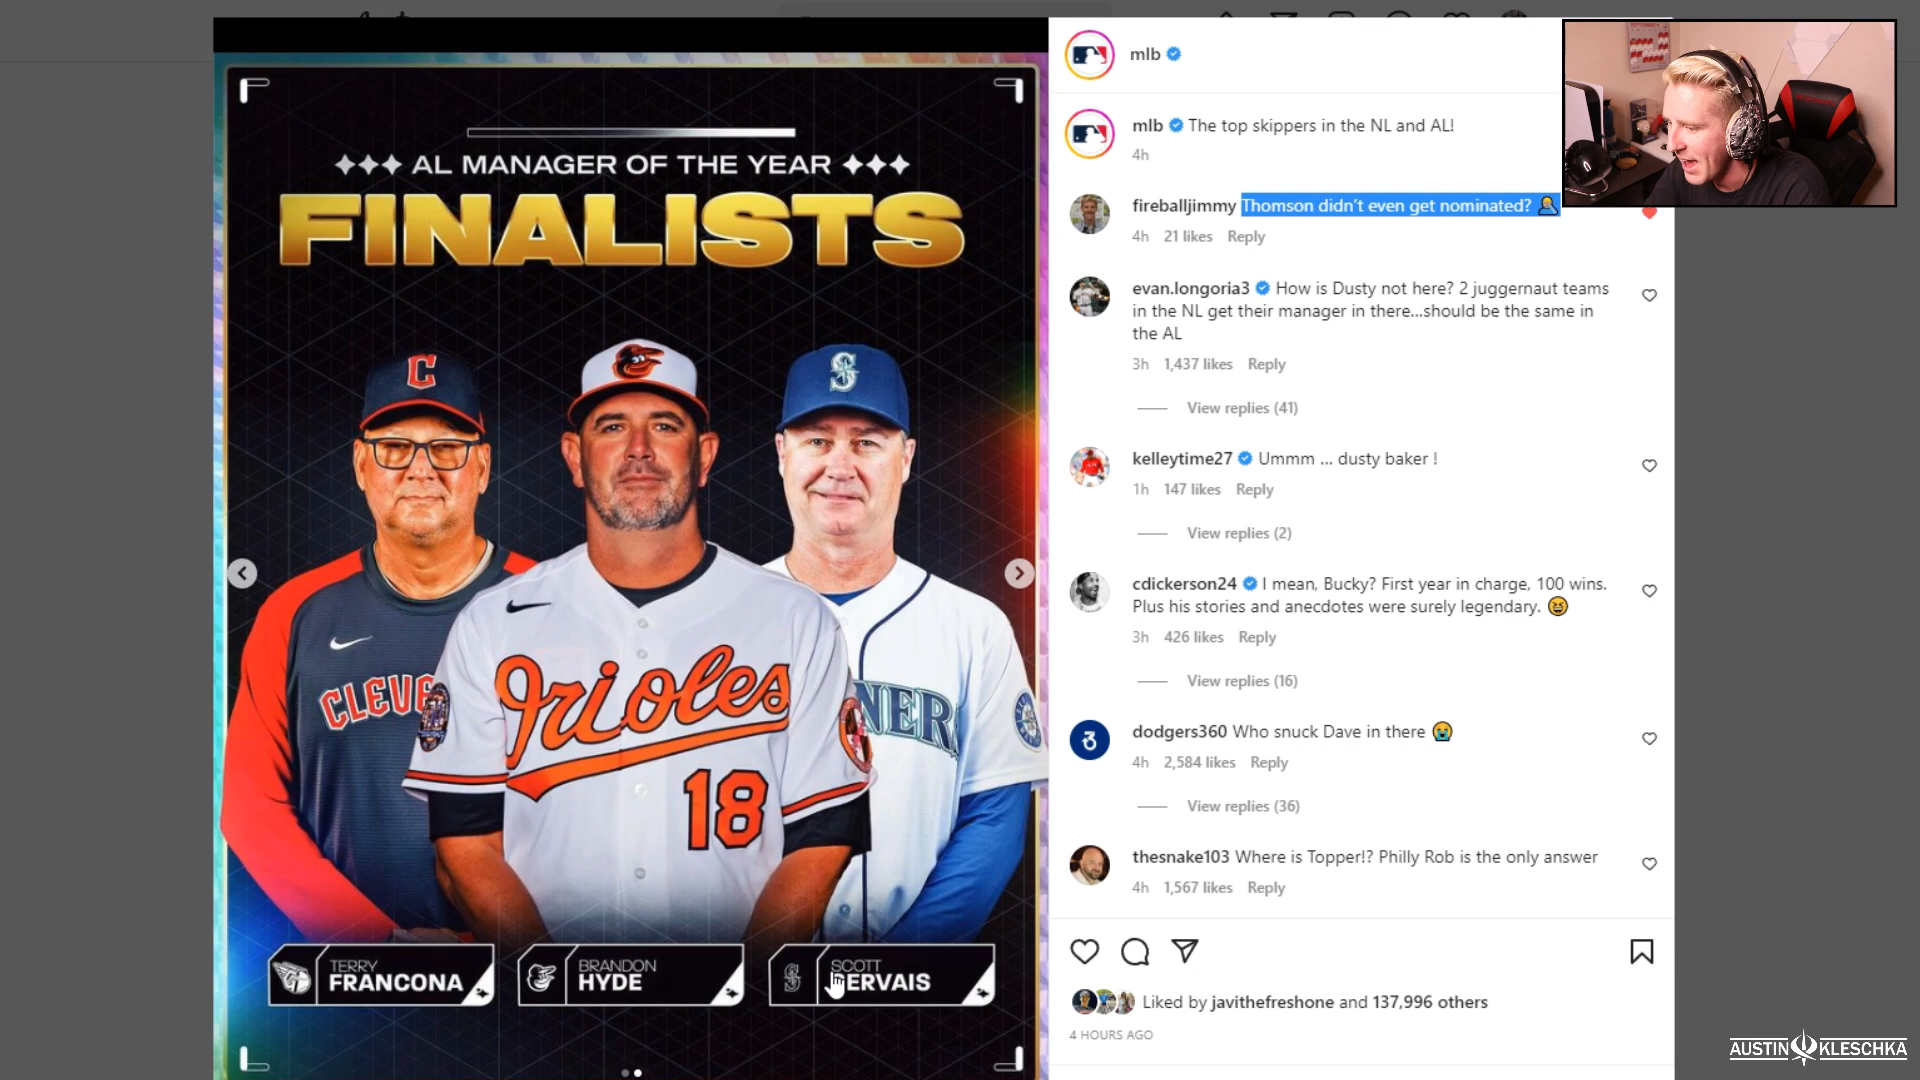 AL MANAGER OF THE YEAR
FINALISTS
C
S
CLEVE
Orioles
18
NER
TERRY
FRANCONA
BRANDON
HYDE
S
SCOTT
ERVAIS
mlb
mlb The top skippers in the NL and AL!
4h
fireballjimmy Thomson didn't even get nominated? 🤦
4h 21 likes Reply
evan.longoria3 How is Dusty not here? 2 juggernaut teams
in the NL get their manager in there...should be the same in
the AL
3h 1,437 likes Reply
View replies (41)
kelleytime27 Ummm ... dusty baker !
1h 147 likes Reply
View replies (2)
cdickerson24 I mean, Bucky? First year in charge, 100 wins.
Plus his stories and anecdotes were surely legendary. 😆
3h 426 likes Reply
View replies (16)
dodgers360 Who snuck Dave in there 😭
4h 2,584 likes Reply
View replies (36)
thesnake103 Where is Topper!? Philly Rob is the only answer
4h 1,567 likes Reply
Liked by javithefreshone and 137,996 others
4 HOURS AGO
AUSTIN KLESCHKA